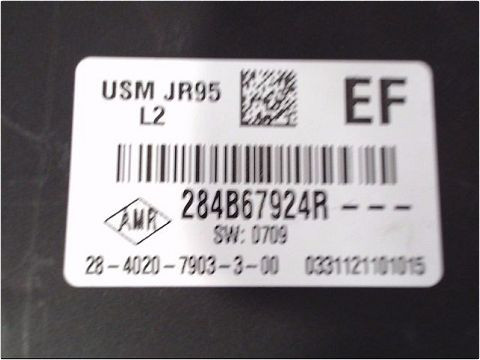 USM JR95
L2
EF
AMR
284B67924R---
SW: 0709
28-4020-7903-3-00 0331121101015